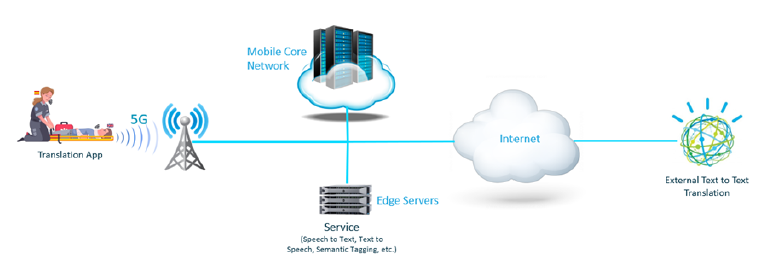 Mobile Core
Network
5G
Translation App
Internet
External Text to Text
Translation
Edge Servers
Service
(Speech to Text, Text to
Speech, Semantic Tagging, etc.)